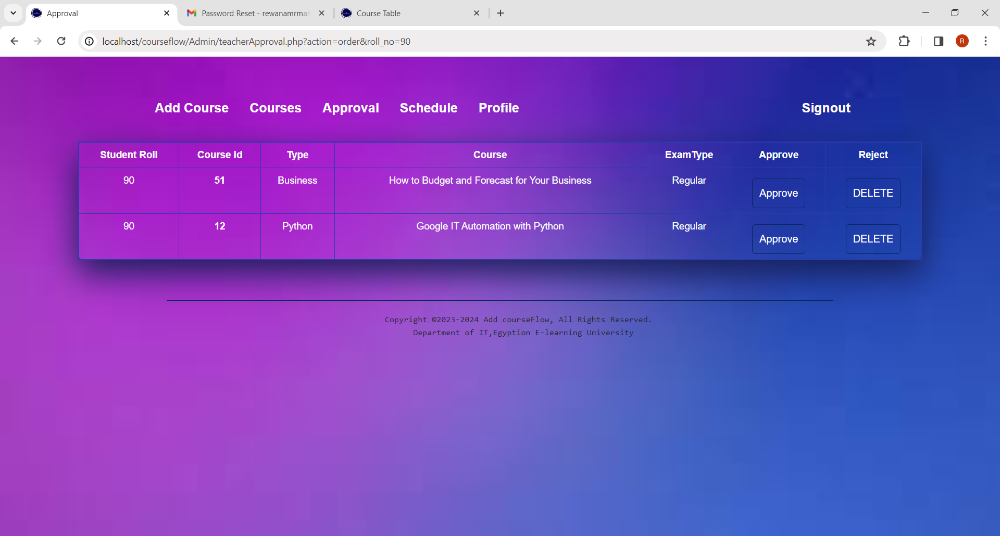 Approval
Password Reset - rewanamrmah
Course Table
localhost/courseflow/Admin/teacherApproval.php?action=order&roll_no=90
R
Add Course Courses Approval Schedule Profile Signout
Student Roll Course Id Type Course ExamType Approve Reject
90 51 Business How to Budget and Forecast for Your Business Regular Approve DELETE
90 12 Python Google IT Automation with Python Regular Approve DELETE
Copyright ©2023-2024 Add courseFlow, All Rights Reserved.
Department of IT,Egyption E-learning University